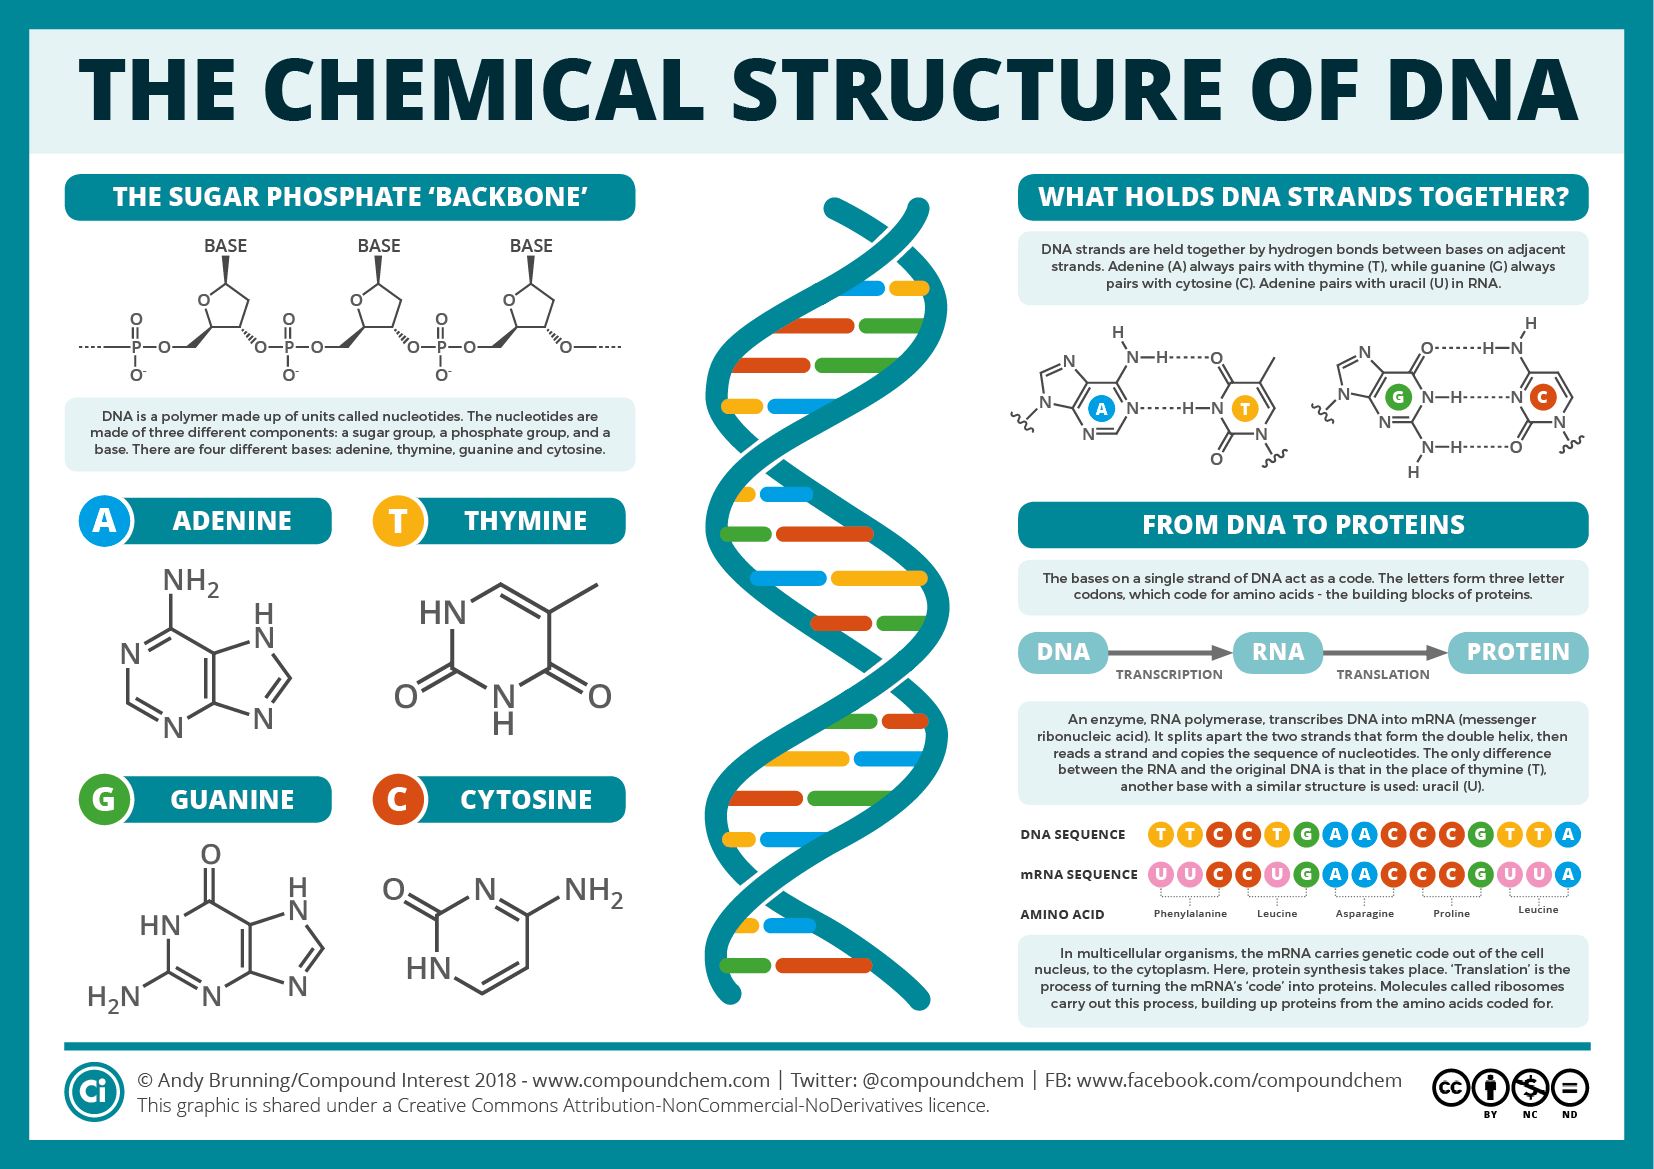 THE CHEMICAL STRUCTURE OF DNA
THE SUGAR PHOSPHATE ‘BACKBONE’
BASE BASE BASE
O O O
O O O
P O O P O O P O O
O- O- O-
DNA is a polymer made up of units called nucleotides. The nucleotides are
made of three different components: a sugar group, a phosphate group, and a
base. There are four different bases: adenine, thymine, guanine and cytosine.
A ADENINE
NH2
H
N
N
N
N
T THYMINE
HN
O
N
H
O
G GUANINE
O
H
N
HN
N
N
H2N
C CYTOSINE
O
N
NH2
HN
WHAT HOLDS DNA STRANDS TOGETHER?
DNA strands are held together by hydrogen bonds between bases on adjacent
strands. Adenine (A) always pairs with thymine (T), while guanine (G) always
pairs with cytosine (C). Adenine pairs with uracil (U) in RNA.
H
N N H O
N A N H N T
N O N
H
N O H N
N G N H N C
N N H O N
H
FROM DNA TO PROTEINS
The bases on a single strand of DNA act as a code. The letters form three letter
codons, which code for amino acids - the building blocks of proteins.
DNA RNA PROTEIN
TRANSCRIPTION TRANSLATION
An enzyme, RNA polymerase, transcribes DNA into mRNA (messenger
ribonucleic acid). It splits apart the two strands that form the double helix, then
reads a strand and copies the sequence of nucleotides. The only difference
between the RNA and the original DNA is that in the place of thymine (T),
another base with a similar structure is used: uracil (U).
DNA SEQUENCE T T C C T G A A C C C G T T A
mRNA SEQUENCE U U C C U G A A C C C G U U A
AMINO ACID Phenylalanine Leucine Asparagine Proline Leucine
In multicellular organisms, the mRNA carries genetic code out of the cell
nucleus, to the cytoplasm. Here, protein synthesis takes place. ‘Translation’ is the
process of turning the mRNA’s ‘code’ into proteins. Molecules called ribosomes
carry out this process, building up proteins from the amino acids coded for.
Ci
© Andy Brunning/Compound Interest 2018 - www.compoundchem.com | Twitter: @compoundchem | FB: www.facebook.com/compoundchem
This graphic is shared under a Creative Commons Attribution-NonCommercial-NoDerivatives licence.
cc $ =
BY NC ND